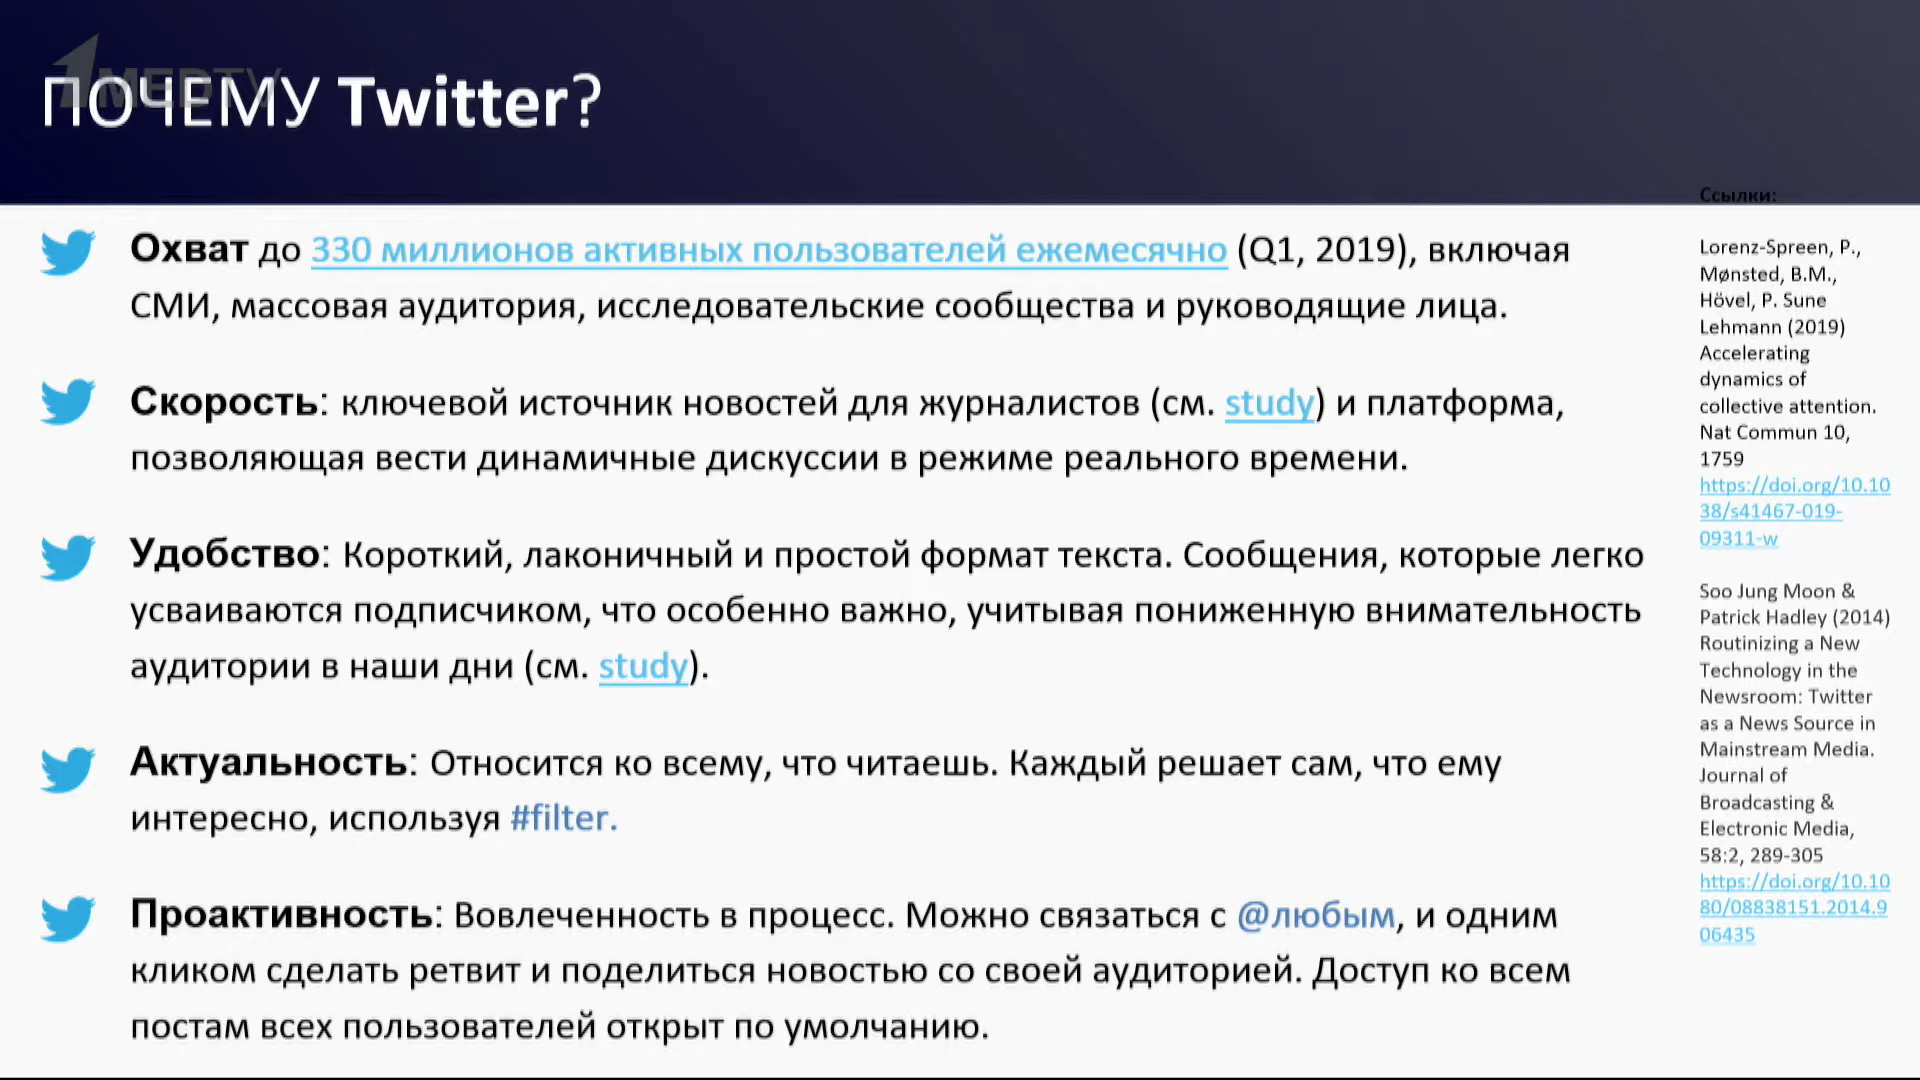 1MEDTV
ПОЧЕМУ Twitter?
Охват до 330 миллионов активных пользователей ежемесячно (Q1, 2019), включая
СМИ, массовая аудитория, исследовательские сообщества и руководящие лица.
Скорость: ключевой источник новостей для журналистов (см. study) и платформа,
позволяющая вести динамичные дискуссии в режиме реального времени.
Удобство: Короткий, лаконичный и простой формат текста. Сообщения, которые легко
усваиваются подписчиком, что особенно важно, учитывая пониженную внимательность
аудитории в наши дни (см. study).
Актуальность: Относится ко всему, что читаешь. Каждый решает сам, что ему
интересно, используя #filter.
Проактивность: Вовлеченность в процесс. Можно связаться с @любым, и одним
кликом сделать ретвит и поделиться новостью со своей аудиторией. Доступ ко всем
постам всех пользователей открыт по умолчанию.
Ссылки:
Lorenz-Spreen, P.,
Mønsted, B.M.,
Hövel, P. Sune
Lehmann (2019)
Accelerating
dynamics of
collective attention.
Nat Commun 10,
1759
https://doi.org/10.10
38/s41467-019-
09311-w
Soo Jung Moon &
Patrick Hadley (2014)
Routinizing a New
Technology in the
Newsroom: Twitter
as a News Source in
Mainstream Media.
Journal of
Broadcasting &
Electronic Media,
58:2, 289-305
https://doi.org/10.10
80/08838151.2014.9
06435